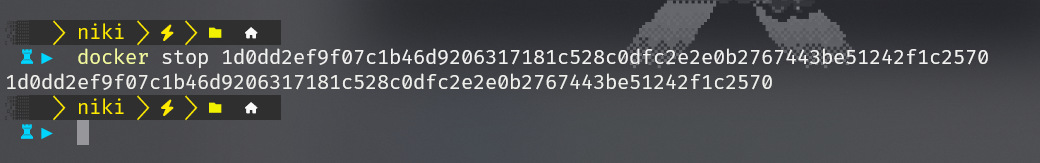 niki
docker stop 1d0dd2ef9f07c1b46d9206317181c528c0dfc2e2e0b2767443be51242f1c2570
1d0dd2ef9f07c1b46d9206317181c528c0dfc2e2e0b2767443be51242f1c2570
niki